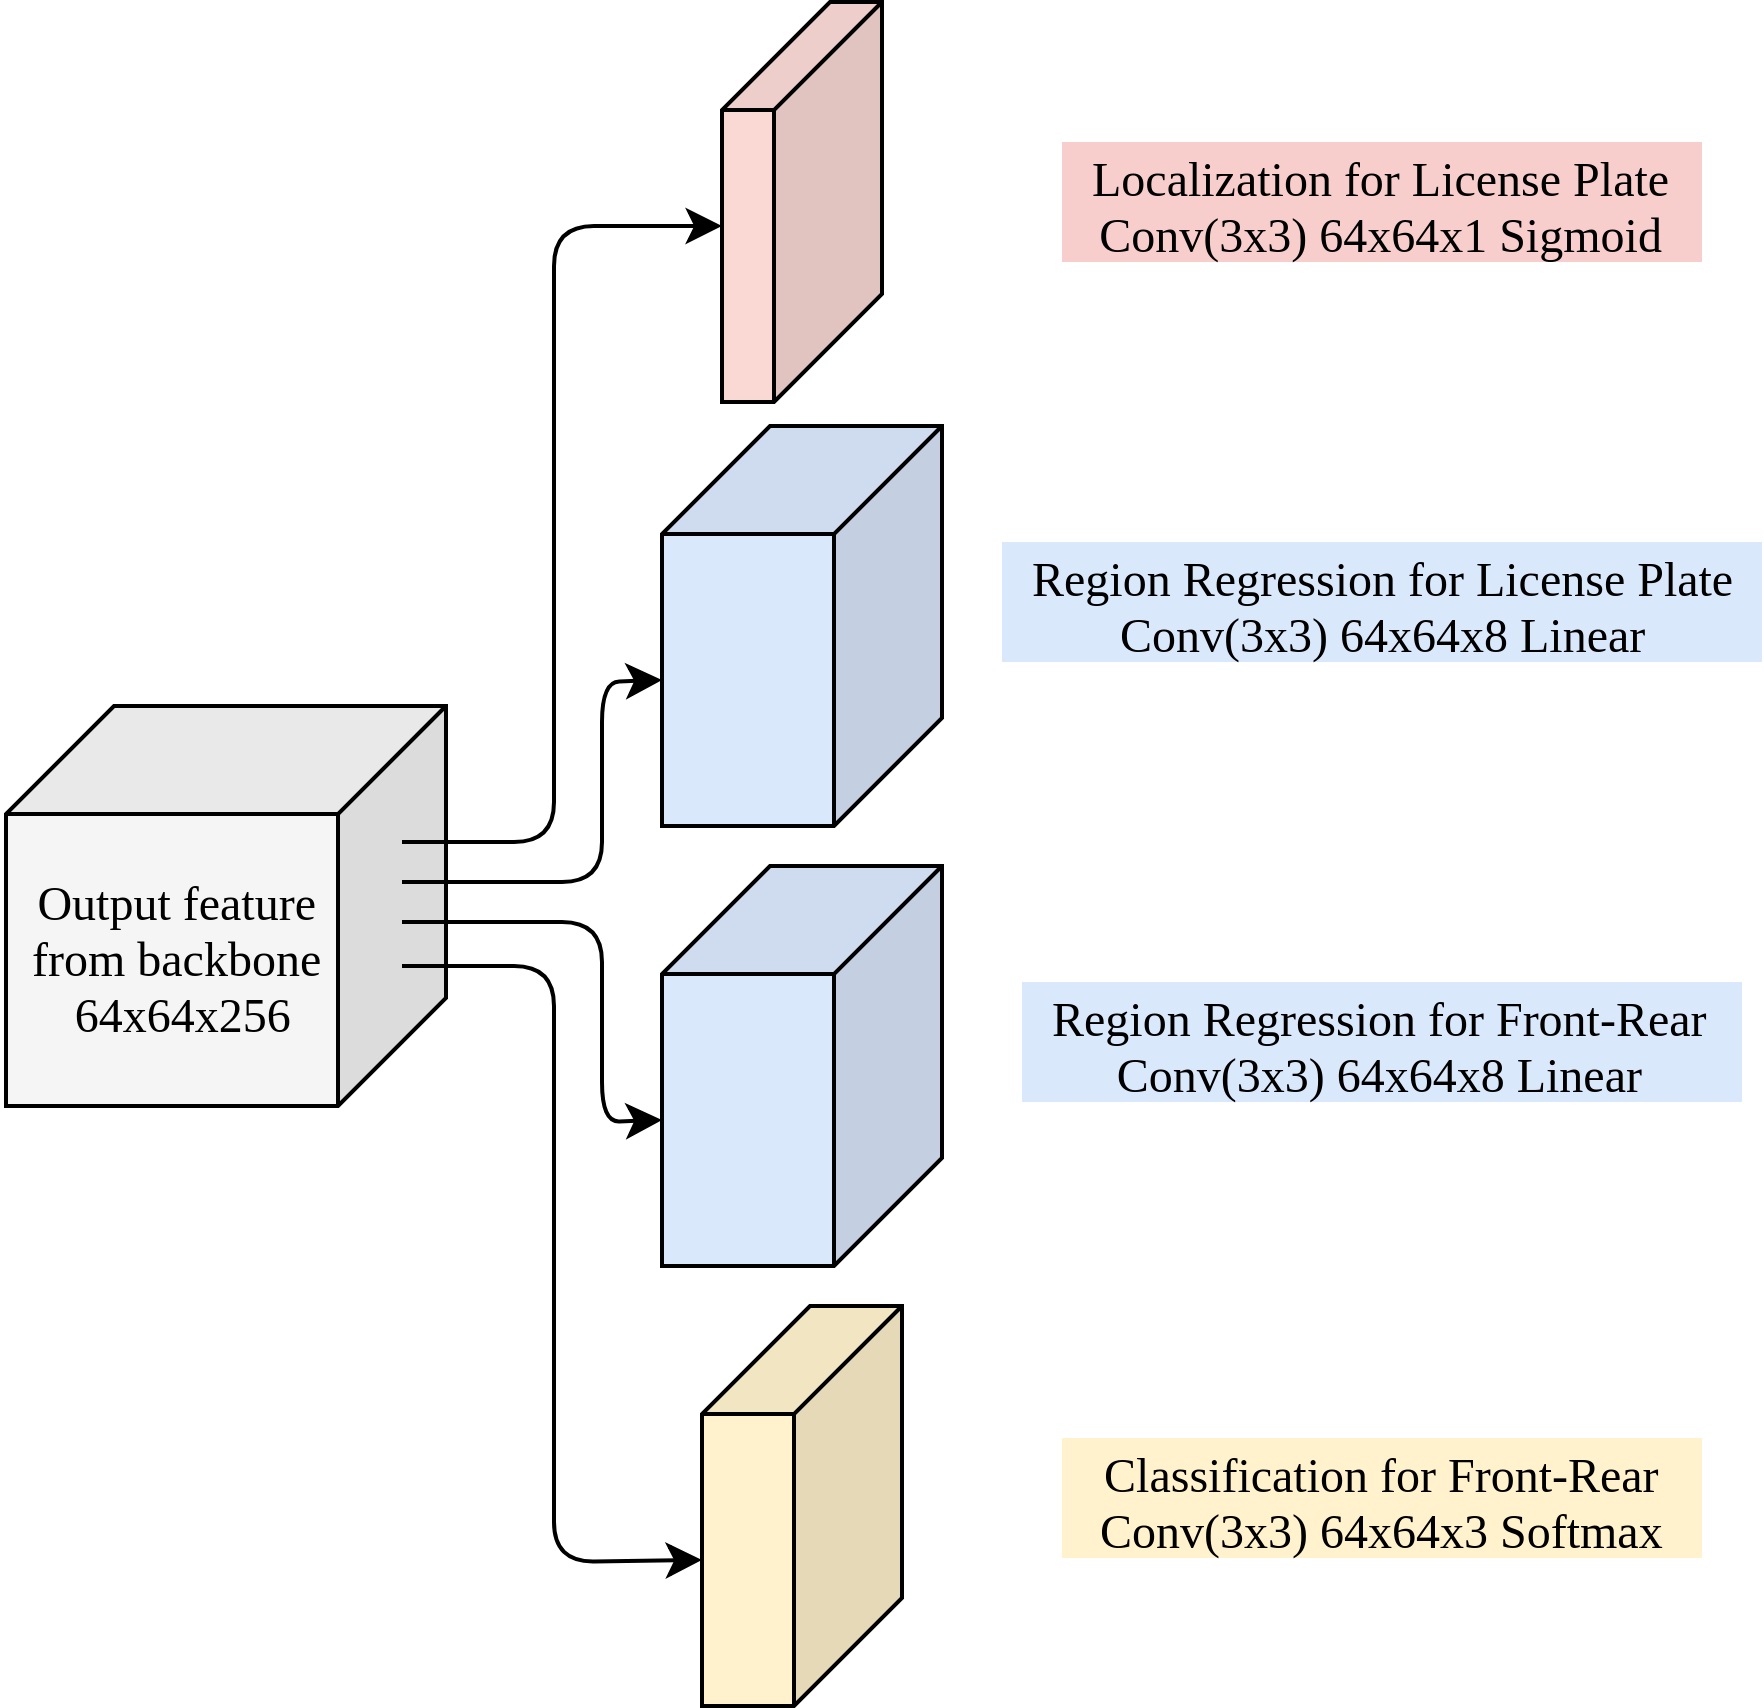 Localization for License Plate
Conv(3x3) 64x64x1 Sigmoid
Region Regression for License Plate
Conv(3x3) 64x64x8 Linear
Output feature
from backbone
64x64x256
Region Regression for Front-Rear
Conv(3x3) 64x64x8 Linear
Classification for Front-Rear
Conv(3x3) 64x64x3 Softmax